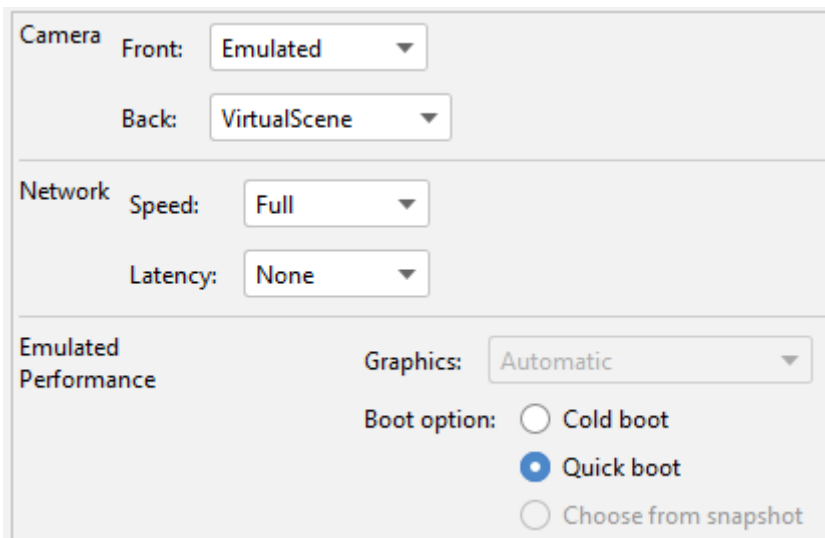 Camera
Front: Emulated
Back: VirtualScene
Network
Speed: Full
Latency: None
Emulated
Performance
Graphics: Automatic
Boot option: Cold boot
Quick boot
Choose from snapshot